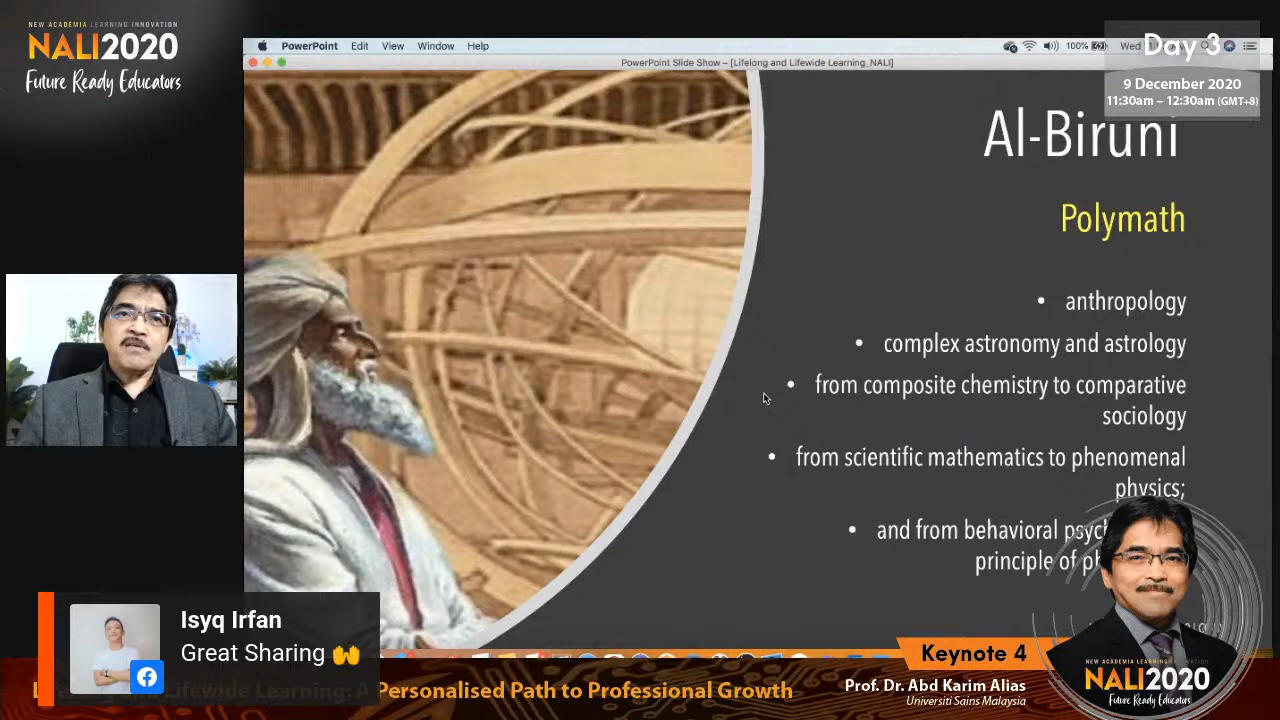 NEW ACADEMIA LEARNING INNOVATION
NALI2020
Future Ready Educators
PowerPoint Edit View Window Help
100%
Wed
PowerPoint Slide Show – [Lifelong and Lifewide Learning_NALI]
Day 3
9 December 2020
11:30am – 12:30am (GMT+8)
Al-Biruni
Polymath
• anthropology
• complex astronomy and astrology
• from composite chemistry to comparative
sociology
• from scientific mathematics to phenomenal
physics;
• and from behavioral
principle of
Isyq Irfan
Great Sharing 🙌
Lifewide Learning: A Personalised Path to Professional Growth
Keynote 4
Prof. Dr. Abd Karim Alias
Universiti Sains Malaysia
NEW ACADEMIA LEARNING INNOVATION
NALI2020
Future Ready Educators